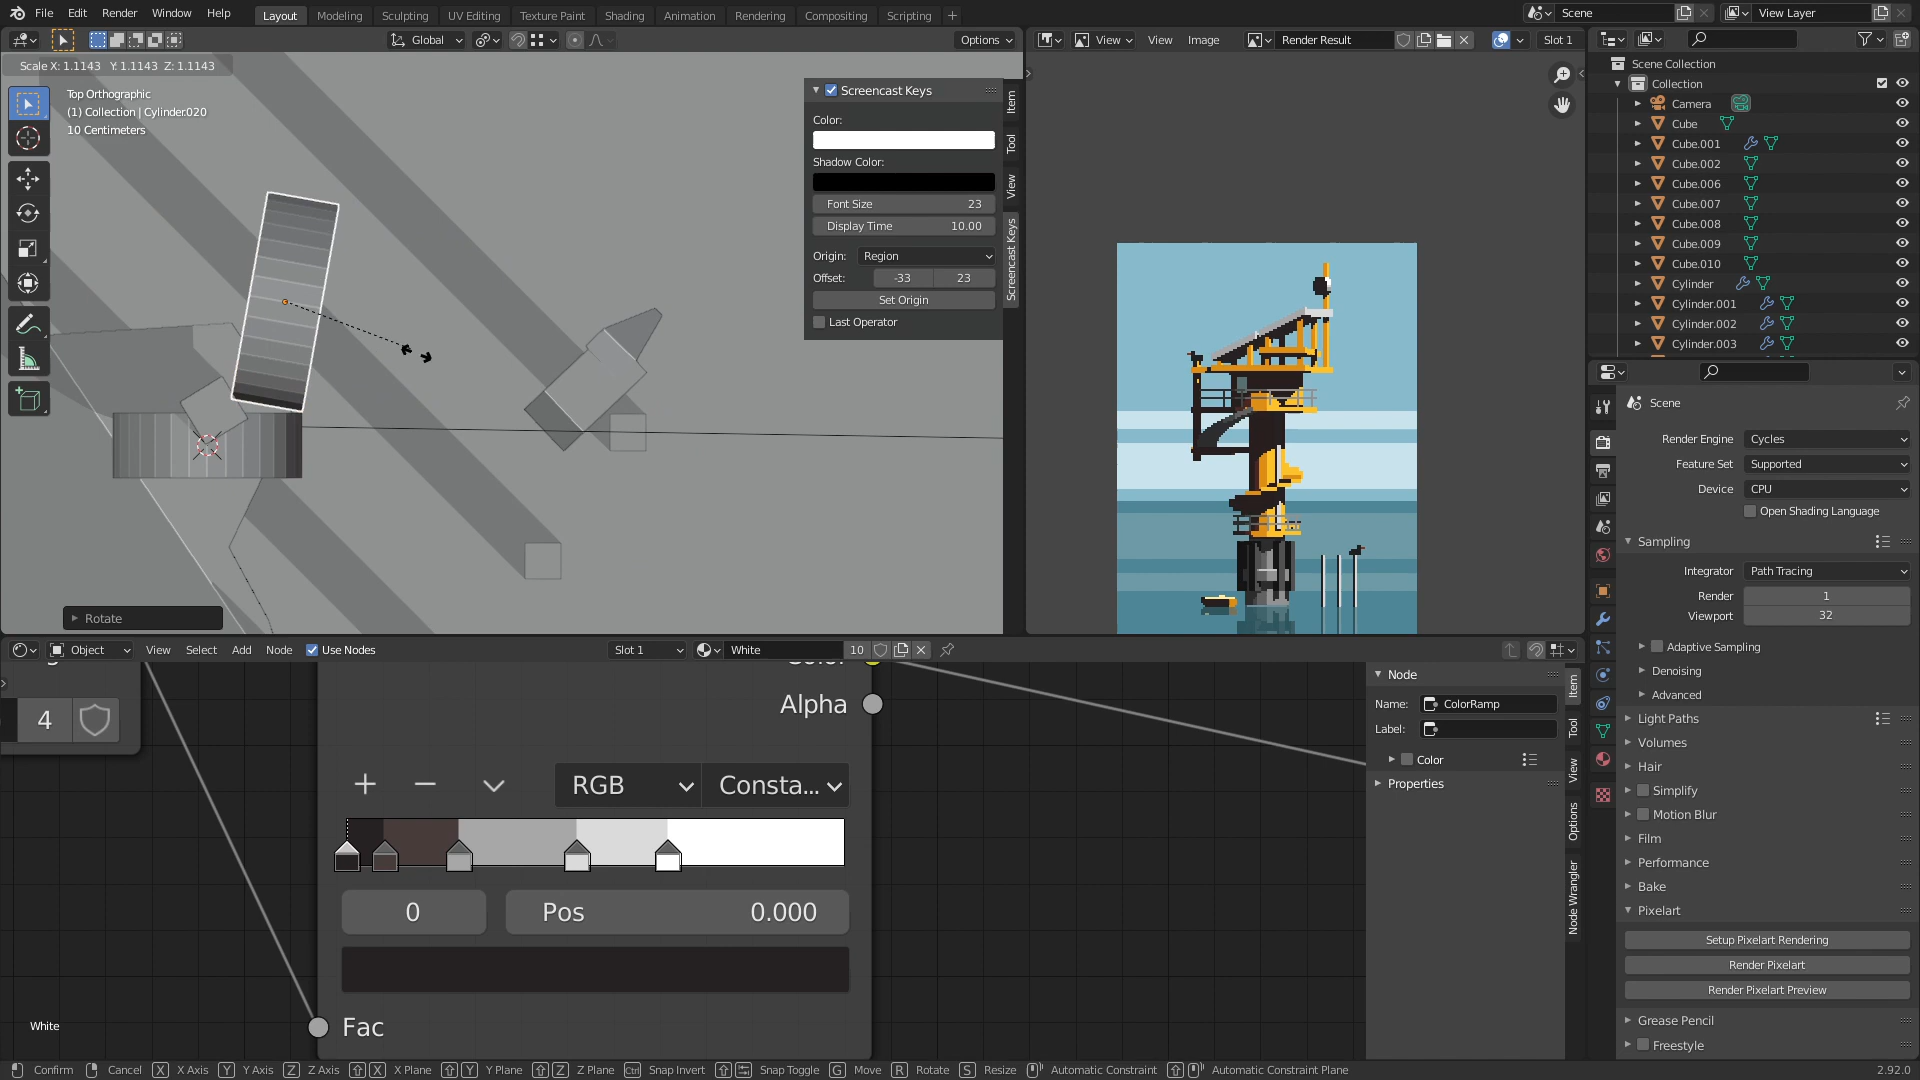 File Edit Render Window Help
Layout Modeling Sculpting UV Editing Texture Paint Shading Animation Rendering Compositing Scripting
Scene
View Layer
Global
Options
View View Image
Render Result
Slot 1
Scale X: 1.1143 Y: 1.1143 Z: 1.1143
Top Orthographic
(1) Collection | Cylinder.020
10 Centimeters
Screencast Keys
Color:
Shadow Color:
Font Size 23
Display Time 10.00
Origin: Region
Offset: -33 23
Set Origin
Last Operator
Item
Tool
View
Screencast Keys
Rotate
Scene Collection
Collection
Camera
Cube
Cube.001
Cube.002
Cube.006
Cube.007
Cube.008
Cube.009
Cube.010
Cylinder
Cylinder.001
Cylinder.002
Cylinder.003
Scene
Render Engine Cycles
Feature Set Supported
Device CPU
Open Shading Language
Sampling
Integrator Path Tracing
Render 1
Viewport 32
Adaptive Sampling
Denoising
Advanced
Light Paths
Volumes
Hair
Simplify
Motion Blur
Film
Performance
Bake
Pixelart
Setup Pixelart Rendering
Render Pixelart
Render Pixelart Preview
Grease Pencil
Freestyle
Object View Select Add Node Use Nodes
Slot 1
White 10
4
Alpha
RGB Consta...
0 Pos 0.000
Fac
White
Node
Name: ColorRamp
Label:
Color
Properties
Item
Tool
View
Options
Node Wrangler
Confirm Cancel X X Axis Y Y Axis Z Z Axis X X Plane Y Y Plane Z Z Plane Ctrl Snap Invert Snap Toggle G Move R Rotate S Resize Automatic Constraint Automatic Constraint Plane
2.92.0